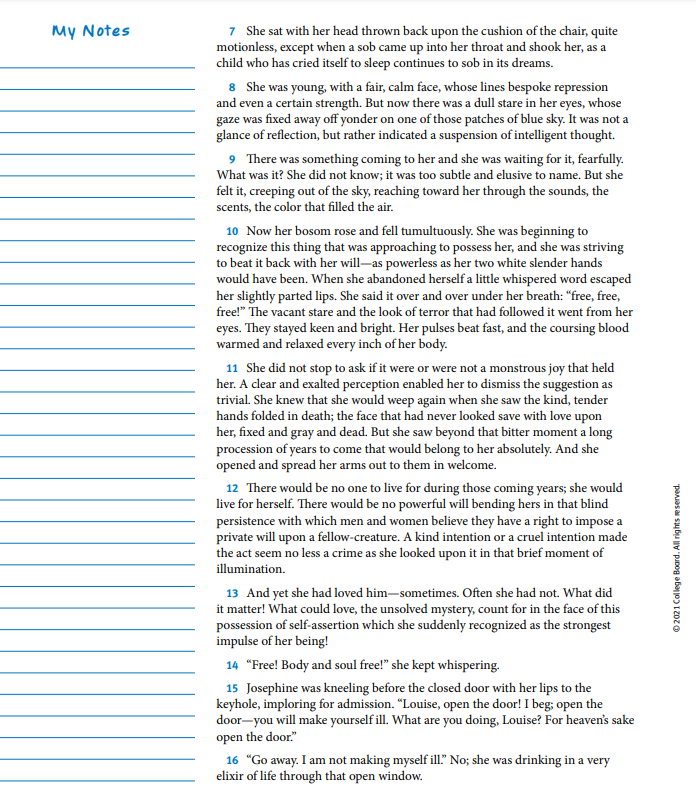 My Notes
7 She sat with her head thrown back upon the cushion of the chair, quite
motionless, except when a sob came up into her throat and shook her, as a
child who has cried itself to sleep continues to sob in its dreams.
8 She was young, with a fair, calm face, whose lines bespoke repression
and even a certain strength. But now there was a dull stare in her eyes, whose
gaze was fixed away off yonder on one of those patches of blue sky. It was not a
glance of reflection, but rather indicated a suspension of intelligent thought.
9 There was something coming to her and she was waiting for it, fearfully.
What was it? She did not know; it was too subtle and elusive to name. But she
felt it, creeping out of the sky, reaching toward her through the sounds, the
scents, the color that filled the air.
10 Now her bosom rose and fell tumultuously. She was beginning to
recognize this thing that was approaching to possess her, and she was striving
to beat it back with her will—as powerless as her two white slender hands
would have been. When she abandoned herself a little whispered word escaped
her slightly parted lips. She said it over and over under her breath: “free, free,
free!” The vacant stare and the look of terror that had followed it went from her
eyes. They stayed keen and bright. Her pulses beat fast, and the coursing blood
warmed and relaxed every inch of her body.
11 She did not stop to ask if it were or were not a monstrous joy that held
her. A clear and exalted perception enabled her to dismiss the suggestion as
trivial. She knew that she would weep again when she saw the kind, tender
hands folded in death; the face that had never looked save with love upon
her, fixed and gray and dead. But she saw beyond that bitter moment a long
procession of years to come that would belong to her absolutely. And she
opened and spread her arms out to them in welcome.
12 There would be no one to live for during those coming years; she would
live for herself. There would be no powerful will bending hers in that blind
persistence with which men and women believe they have a right to impose a
private will upon a fellow-creature. A kind intention or a cruel intention made
the act seem no less a crime as she looked upon it in that brief moment of
illumination.
13 And yet she had loved him—sometimes. Often she had not. What did
it matter! What could love, the unsolved mystery, count for in the face of this
possession of self-assertion which she suddenly recognized as the strongest
impulse of her being!
14 “Free! Body and soul free!” she kept whispering.
15 Josephine was kneeling before the closed door with her lips to the
keyhole, imploring for admission. “Louise, open the door! I beg; open the
door—you will make yourself ill. What are you doing, Louise? For heaven’s sake
open the door.”
16 “Go away. I am not making myself ill.” No; she was drinking in a very
elixir of life through that open window.
© 2021 College Board. All rights reserved.